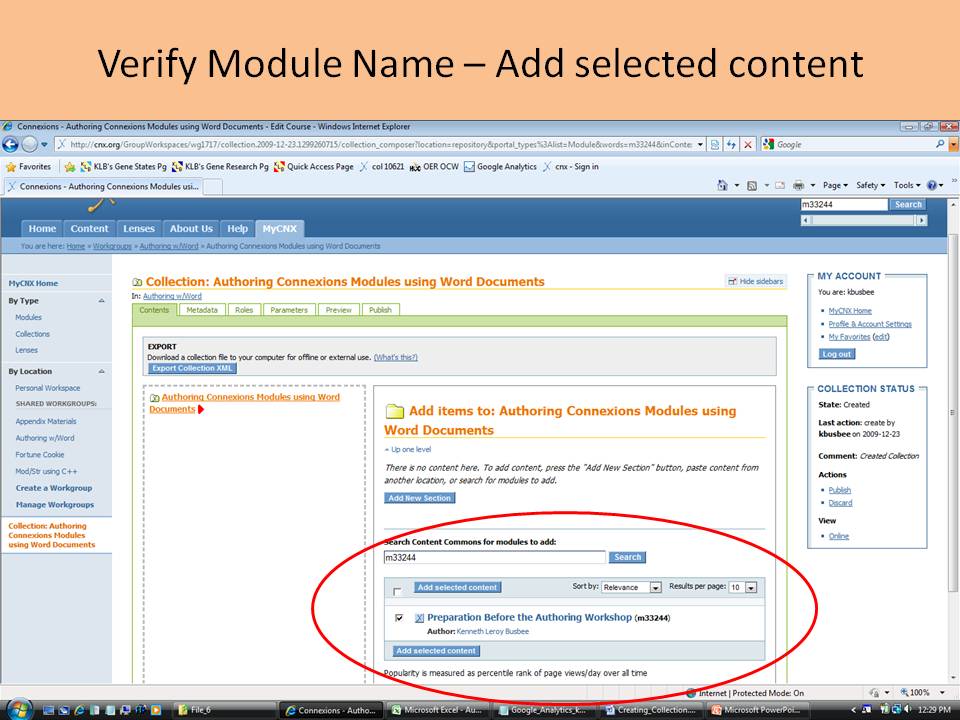 Verify Module Name – Add selected content
Connexions - Authoring Connexions Modules using Word Documents - Edit Course - Windows Internet Explorer
http://cnx.org/GroupWorkspaces/wg1717/collection.2009-12-23.1299260715/collection_composer?location=repository&portal_types%3Alist=Module&words=m33244&inConte
Google
Favorites KLB's Gene States Pg KLB's Gene Research Pg Quick Access Page col 10621 OER OCW Google Analytics cnx - Sign in
Connexions - Authoring Connexions Modules usi...
Page Safety Tools
m33244 Search
Home Content Lenses About Us Help MyCNX
You are here: Home » Workgroups » Authoring w/Word » Authoring Connexions Modules using Word Documents
MyCNX Home
By Type
Modules
Collections
Lenses
By Location
Personal Workspace
SHARED WORKGROUPS:
Appendix Materials
Authoring w/Word
Fortune Cookie
Mod/Str using C++
Create a Workgroup
Manage Workgroups
Collection: Authoring
Connexions Modules
using Word Documents
Collection: Authoring Connexions Modules using Word Documents
Hide sidebars
In: Authoring w/Word
Contents Metadata Roles Parameters Preview Publish
EXPORT
Download a collection file to your computer for offline or external use. (What's this?)
Export Collection XML
Authoring Connexions Modules using Word
Documents
Add items to: Authoring Connexions Modules using
Word Documents
Up one level
There is no content here. To add content, press the "Add New Section" button, paste content from
another location, or search for modules to add.
Add New Section
Search Content Commons for modules to add:
m33244 Search
Add selected content Sort by: Relevance Results per page: 10
Preparation Before the Authoring Workshop (m33244)
Author: Kenneth Leroy Busbee
Add selected content
Popularity is measured as percentile rank of page views/day over all time
MY ACCOUNT
You are: kbusbee
MyCNX Home
Profile & Account Settings
My Favorites (edit)
Log out
COLLECTION STATUS
State: Created
Last action: create by
kbusbee on 2009-12-23
Comment: Created Collection
Actions
Publish
Discard
View
Online
Internet | Protected Mode: On
100%
File_6
Connexions - Autho...
Microsoft Excel - Au...
Google_Analytics_k...
Creating_Collection....
Microsoft PowerPoi...
12:29 PM